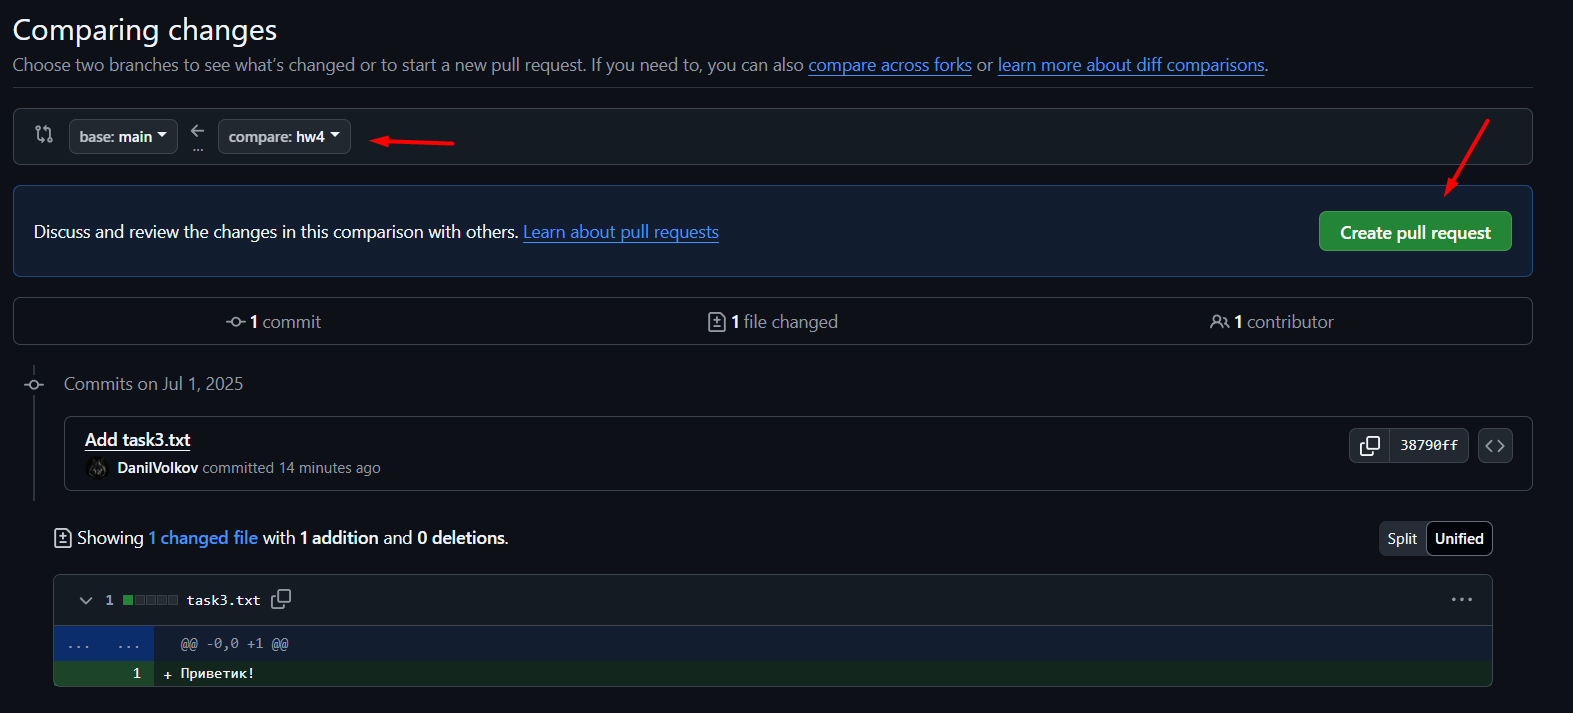 Comparing changes
Choose two branches to see what's changed or to start a new pull request. If you need to, you can also compare across forks or learn more about diff comparisons.
base: main compare: hw4
...
Discuss and review the changes in this comparison with others. Learn about pull requests
Create pull request
1 commit
1 file changed
1 contributor
Commits on Jul 1, 2025
Add task3.txt
DanilVolkov committed 14 minutes ago
38790ff
Showing 1 changed file with 1 addition and 0 deletions.
Split Unified
1 task3.txt
... ... @@ -0,0 +1 @@
1 + Приветик!